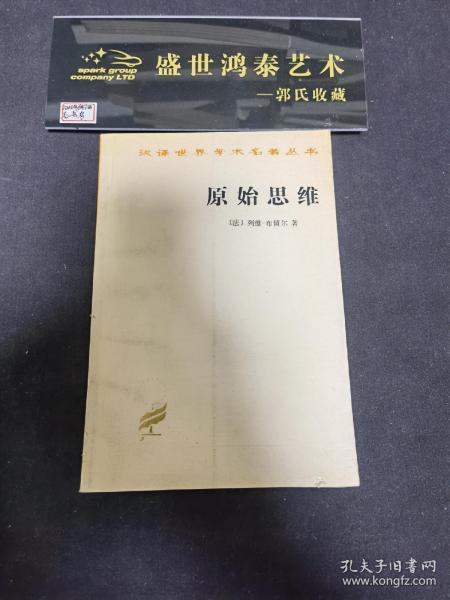 盛世鸿泰艺术
spark group
company LTD
—郭氏收藏
汉译世界学术名著丛书
原始思维
〔法〕列维-布留尔 著
孔夫子旧书网
www.kongfz.com